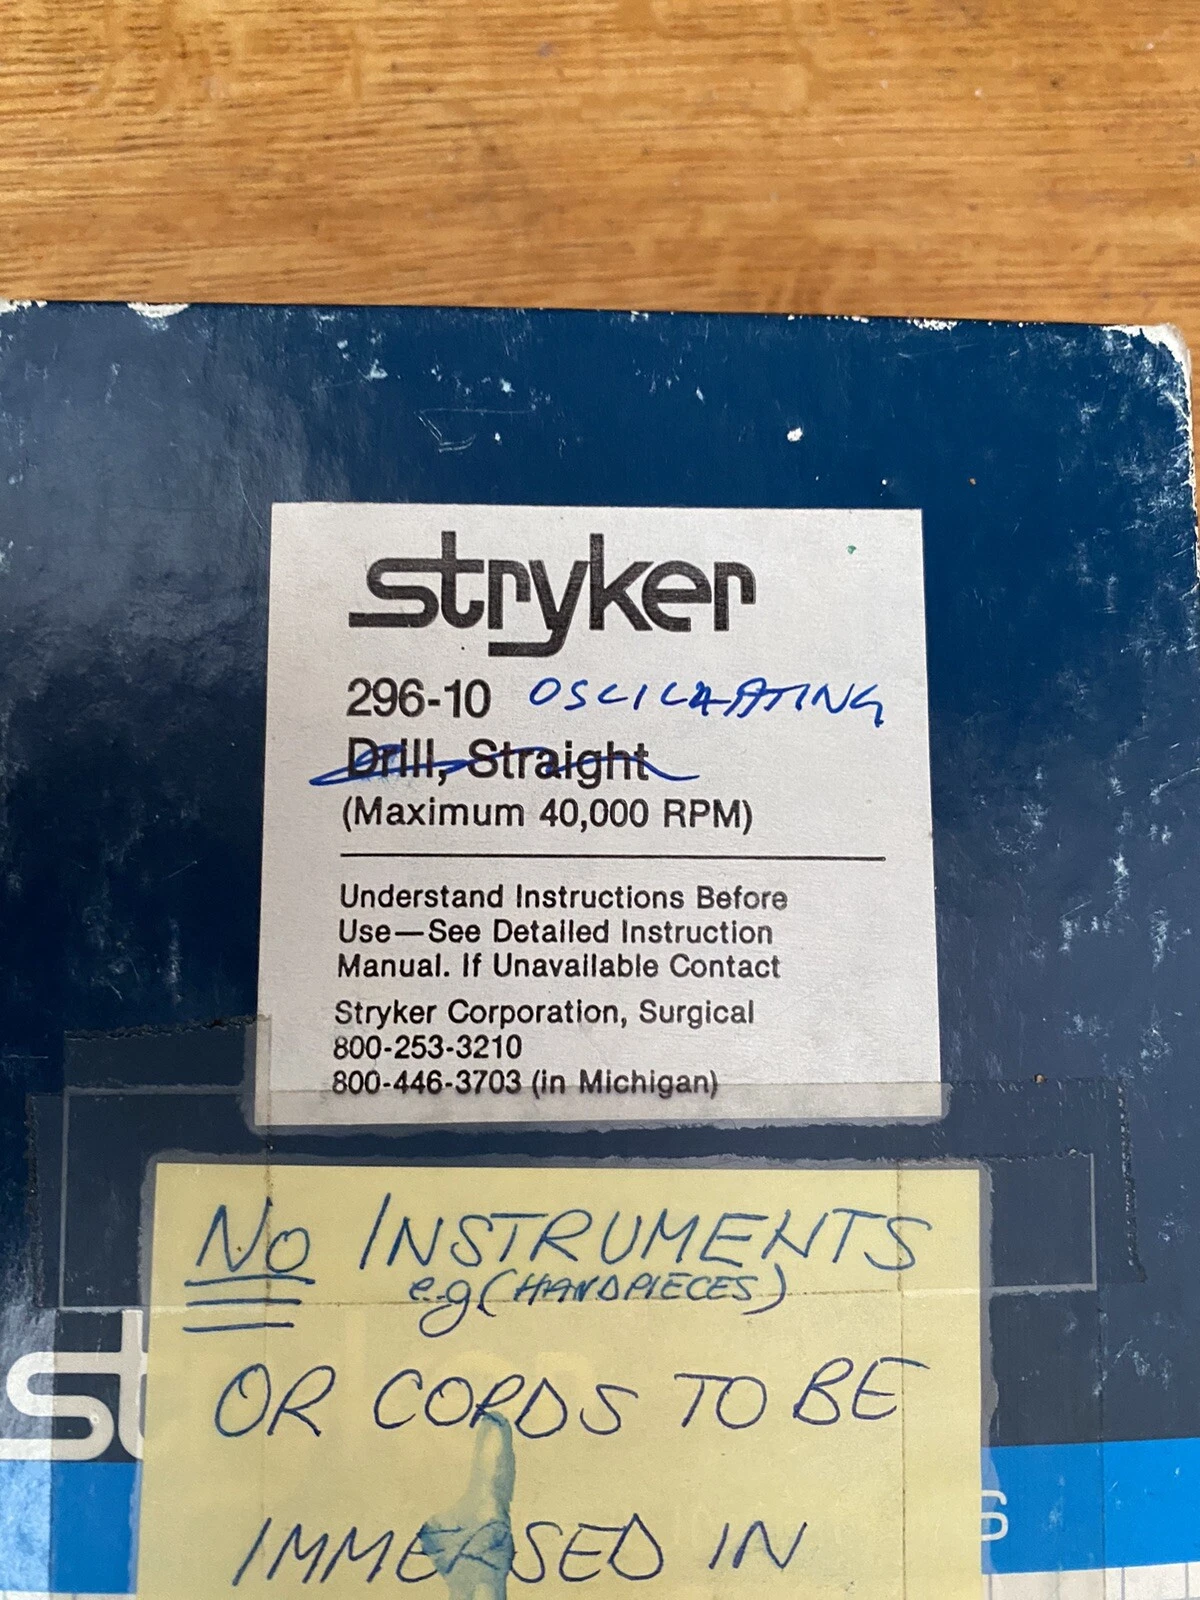 stryker
296-10 OSCILLATING
Drill, Straight
(Maximum 40,000 RPM)
Understand Instructions Before
Use—See Detailed Instruction
Manual. If Unavailable Contact
Stryker Corporation, Surgical
800-253-3210
800-446-3703 (in Michigan)
NO INSTRUMENTS
e.g (HANDPIECES)
OR CORDS TO BE
IMMERSED IN
st
s